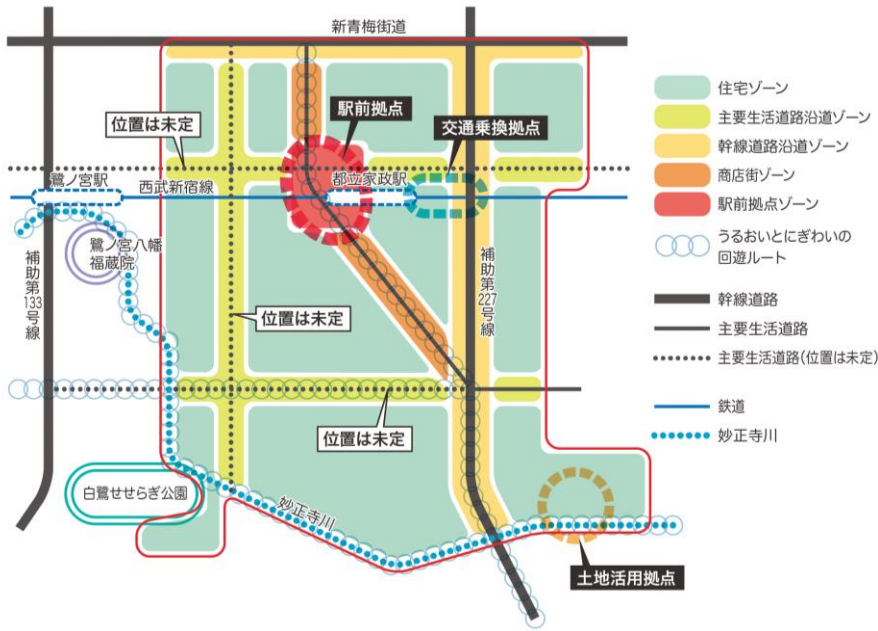 新青梅街道
位置は未定
駅前拠点
交通乗換拠点
鷺ノ宮駅
西武新宿線
都立家政駅
鷺ノ宮八幡
福蔵院
補助第133号線
補助第227号線
位置は未定
位置は未定
白鷺せせらぎ公園
妙正寺川
土地活用拠点
住宅ゾーン
主要生活道路沿道ゾーン
幹線道路沿道ゾーン
商店街ゾーン
駅前拠点ゾーン
うるおいとにぎわいの
回遊ルート
幹線道路
主要生活道路
主要生活道路(位置は未定)
鉄道
妙正寺川